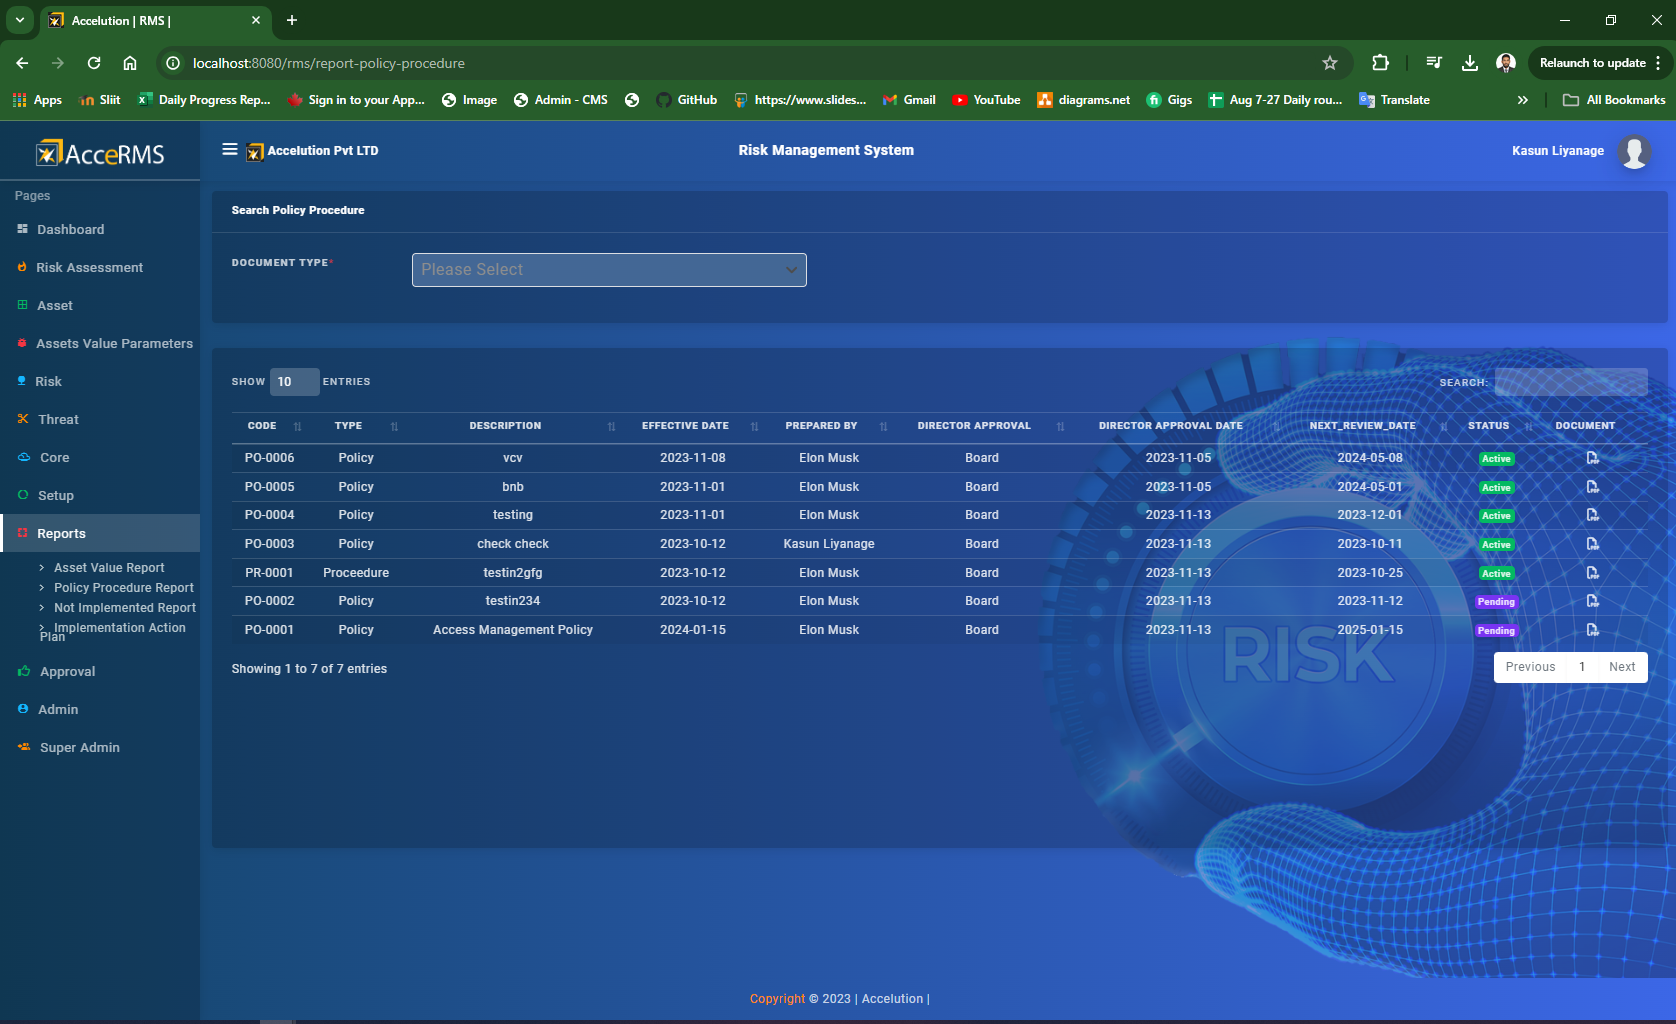 Accelution | RMS |
localhost:8080/rms/report-policy-procedure
Relaunch to update
Apps
Sliit
Daily Progress Rep...
Sign in to your App...
Image
Admin - CMS
GitHub
https://www.slides...
Gmail
YouTube
diagrams.net
Gigs
Aug 7-27 Daily rou...
Translate
All Bookmarks
AcceRMS
Accelution Pvt LTD
Risk Management System
Kasun Liyanage
Pages
Dashboard
Risk Assessment
Asset
Assets Value Parameters
Risk
Threat
Core
Setup
Reports
Asset Value Report
Policy Procedure Report
Not Implemented Report
Implementation Action
Plan
Approval
Admin
Super Admin
Search Policy Procedure
DOCUMENT TYPE*
Please Select
SHOW 10 ENTRIES
SEARCH:
CODE TYPE DESCRIPTION EFFECTIVE DATE PREPARED BY DIRECTOR APPROVAL DIRECTOR APPROVAL DATE NEXT_REVIEW_DATE STATUS DOCUMENT
PO-0006 Policy vcv 2023-11-08 Elon Musk Board 2023-11-05 2024-05-08 Active
PO-0005 Policy bnb 2023-11-01 Elon Musk Board 2023-11-05 2024-05-01 Active
PO-0004 Policy testing 2023-11-01 Elon Musk Board 2023-11-13 2023-12-01 Active
PO-0003 Policy check check 2023-10-12 Kasun Liyanage Board 2023-11-13 2023-10-11 Active
PR-0001 Proceedure testin2gfg 2023-10-12 Elon Musk Board 2023-11-13 2023-10-25 Active
PO-0002 Policy testin234 2023-10-12 Elon Musk Board 2023-11-13 2023-11-12 Pending
PO-0001 Policy Access Management Policy 2024-01-15 Elon Musk Board 2023-11-13 2025-01-15 Pending
Showing 1 to 7 of 7 entries
Previous 1 Next
RISK
Copyright © 2023 | Accelution |